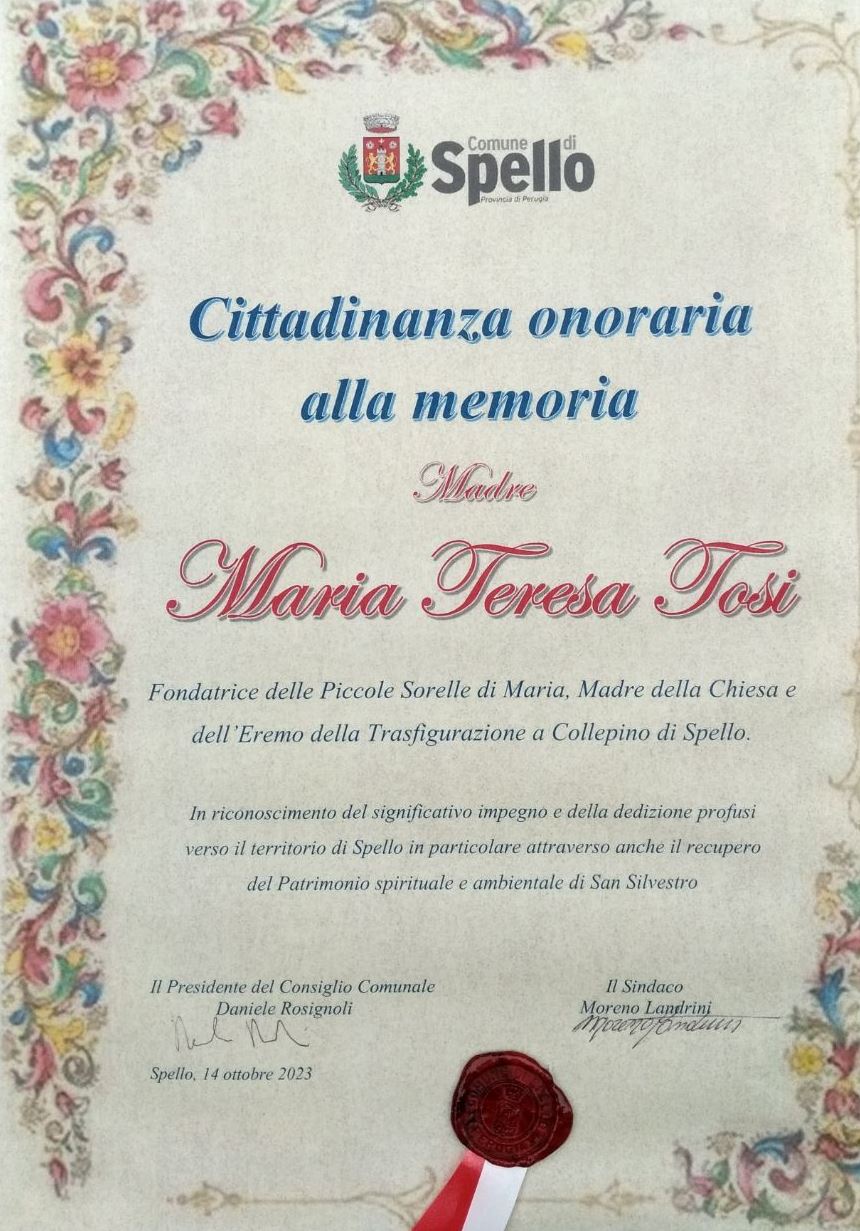 Comune di
Spello
Provincia di Perugia
Cittadinanza onoraria
alla memoria
Madre
Maria Teresa Tosi
Fondatrice delle Piccole Sorelle di Maria, Madre della Chiesa e
dell'Eremo della Trasfigurazione a Collepino di Spello.
In riconoscimento del significativo impegno e della dedizione profusi
verso il territorio di Spello in particolare attraverso anche il recupero
del Patrimonio spirituale e ambientale di San Silvestro
Il Presidente del Consiglio Comunale
Daniele Rosignoli
Il Sindaco
Moreno Landrini
Moreno Landrini
Spello, 14 ottobre 2023